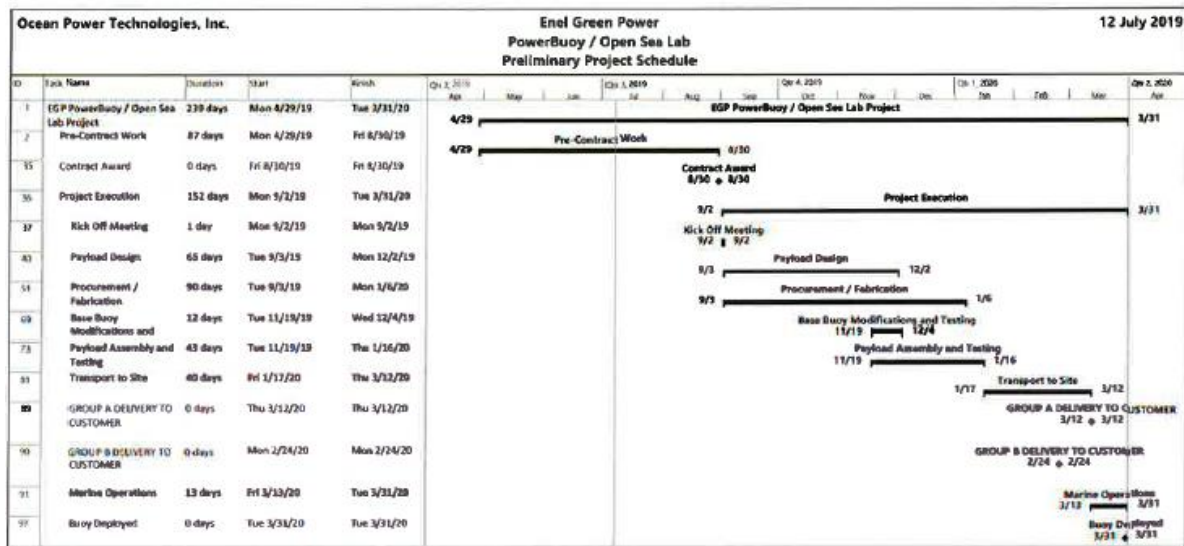 Ocean Power Technologies, Inc.
Enel Green Power
12 July 2019
PowerBuoy / Open Sea Lab
Preliminary Project Schedule
ID Task Name Duration Start Finish Qtr 3, 2019 Qtr 4, 2019 Qtr 1, 2020 Qtr 2, 2020
Apr May Jun Jul Aug Sep Oct Nov Dec Jan Feb Mar Apr
1 EGP PowerBuoy / Open Sea 239 days Mon 4/29/19 Tue 3/31/20 EGP PowerBuoy / Open Sea Lab Project
Lab Project 4/29 3/31
2 Pre-Contract Work 87 days Mon 4/29/19 Fri 8/30/19 Pre-Contract Work
4/29 8/30
35 Contract Award 0 days Fri 8/30/19 Fri 8/30/19 Contract Award
8/30 8/30
36 Project Execution 152 days Mon 9/2/19 Tue 3/31/20 Project Execution
9/2 3/31
37 Kick Off Meeting 1 day Mon 9/2/19 Mon 9/2/19 Kick Off Meeting
9/2 9/2
Payload Design 65 days Tue 9/3/19 Mon 12/2/19 Payload Design
9/3 12/2
Procurement / 90 days Tue 9/3/19 Mon 1/6/20 Procurement / Fabrication
Fabrication 9/3 1/6
69 Base Buoy 12 days Tue 11/19/19 Wed 12/4/19 Base Buoy Modifications and Testing
Modifications and 11/19 12/4
73 Payload Assembly and 43 days Tue 11/19/19 Thu 1/16/20 Payload Assembly and Testing
Testing 11/19 1/16
Transport to Site 40 days Fri 1/17/20 Thu 3/12/20 Transport to Site
1/17 3/12
89 GROUP A DELIVERY TO 0 days Thu 3/12/20 Thu 3/12/20 GROUP A DELIVERY TO CUSTOMER
CUSTOMER 3/12 3/12
90 GROUP B DELIVERY TO 0 days Mon 2/24/20 Mon 2/24/20 GROUP B DELIVERY TO CUSTOMER
CUSTOMER 2/24 2/24
91 Marine Operations 13 days Fri 3/13/20 Tue 3/31/20 Marine Operations
3/13 3/31
97 Buoy Deployed 0 days Tue 3/31/20 Tue 3/31/20 Buoy Deployed
3/31 3/31